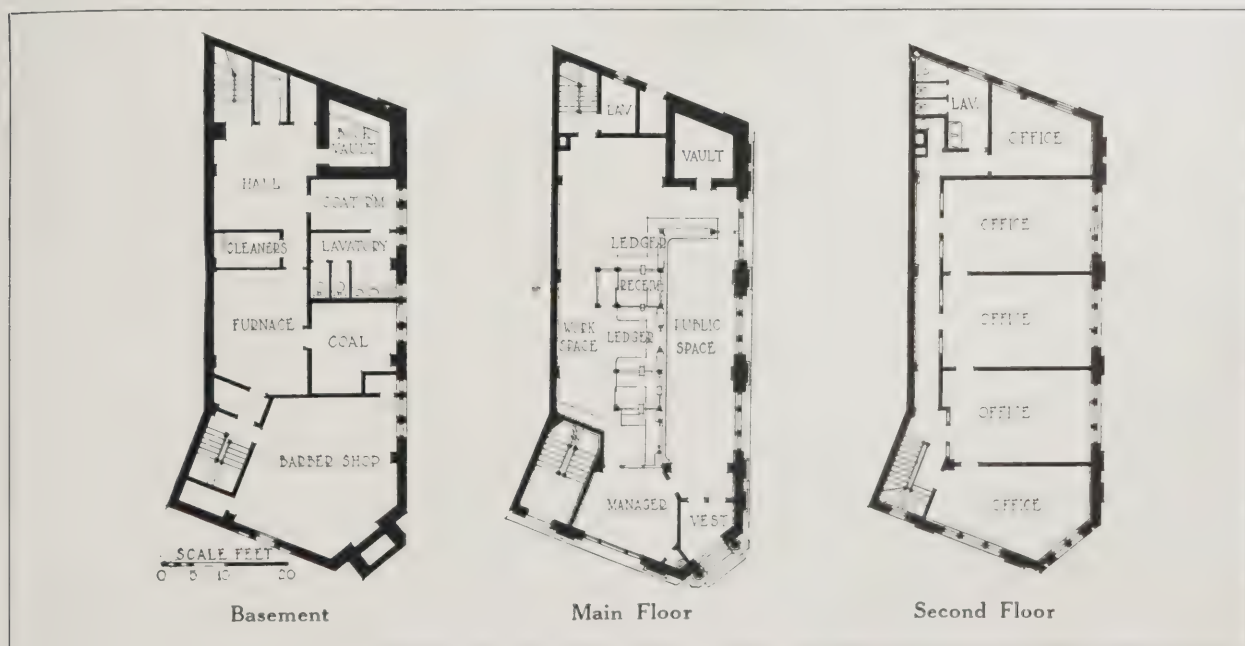 VAULT
HALL
COAT R'M
CLEANERS
LAVATORY
FURNACE
COAL
BARBER SHOP
SCALE FEET
0 5 10 20
Basement
LAV.
VAULT
LEDGER
RECEIV.
WORK SPACE
LEDGER
PUBLIC SPACE
MANAGER
VEST
Main Floor
LAV.
OFFICE
OFFICE
OFFICE
OFFICE
OFFICE
Second Floor